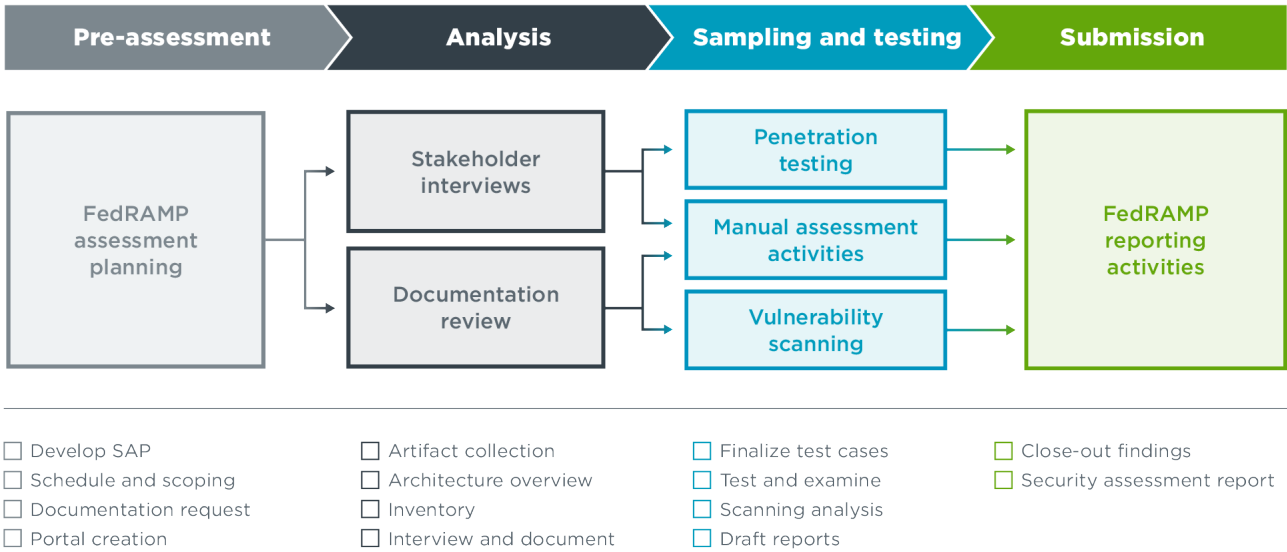 Pre-assessment
Analysis
Sampling and testing
Submission
FedRAMP
assessment
planning
Stakeholder
interviews
Documentation
review
Penetration
testing
Manual assessment
activities
Vulnerability
scanning
FedRAMP
reporting
activities
Develop SAP
Schedule and scoping
Documentation request
Portal creation
Artifact collection
Architecture overview
Inventory
Interview and document
Finalize test cases
Test and examine
Scanning analysis
Draft reports
Close-out findings
Security assessment report